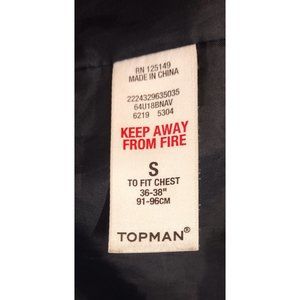 RN 125149
MADE IN CHINA
2224329635035
64U18BNAV
6219 5304
KEEP AWAY
FROM FIRE
S
TO FIT CHEST
36-38"
91-96CM
TOPMAN®